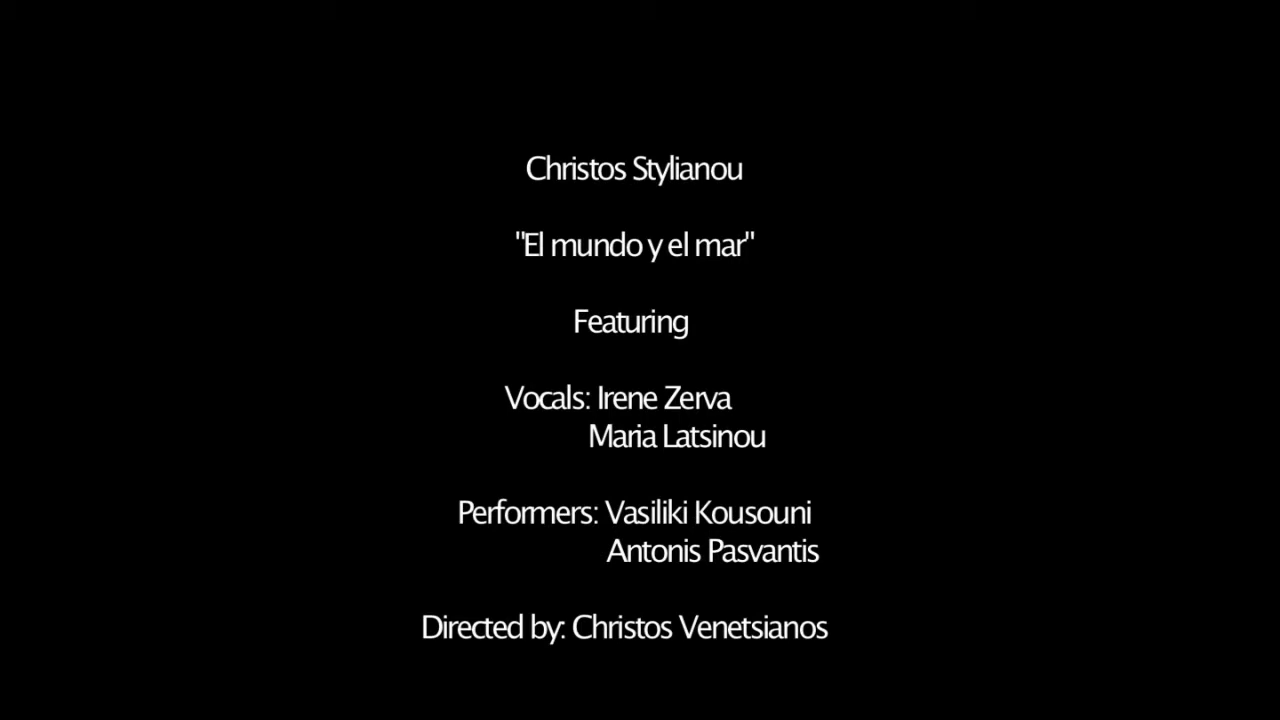 Christos Stylianou
"El mundo y el mar"
Featuring
Vocals: Irene Zerva
Maria Latsinou
Performers: Vasiliki Kousouni
Antonis Pasvantis
Directed by: Christos Venetsianos